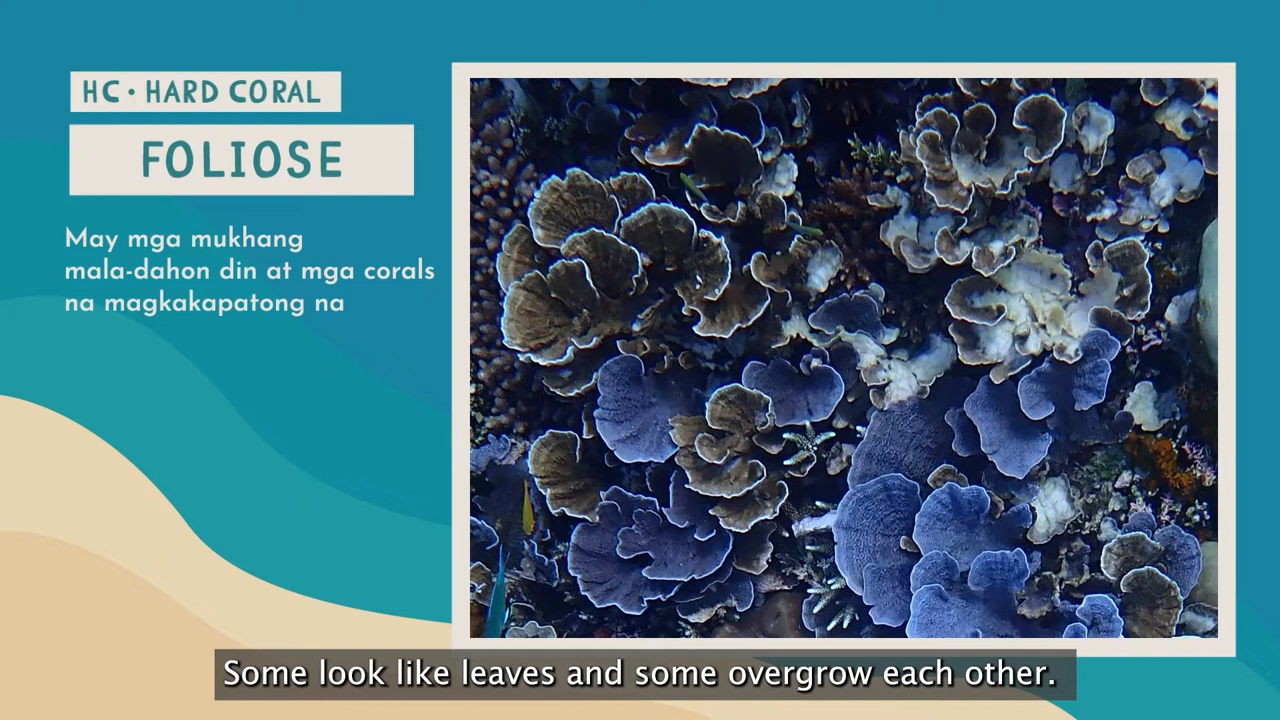 HC • HARD CORAL
FOLIOSE
May mga mukhang
mala-dahon din at mga corals
na magkakapatong na
Some look like leaves and some overgrow each other.